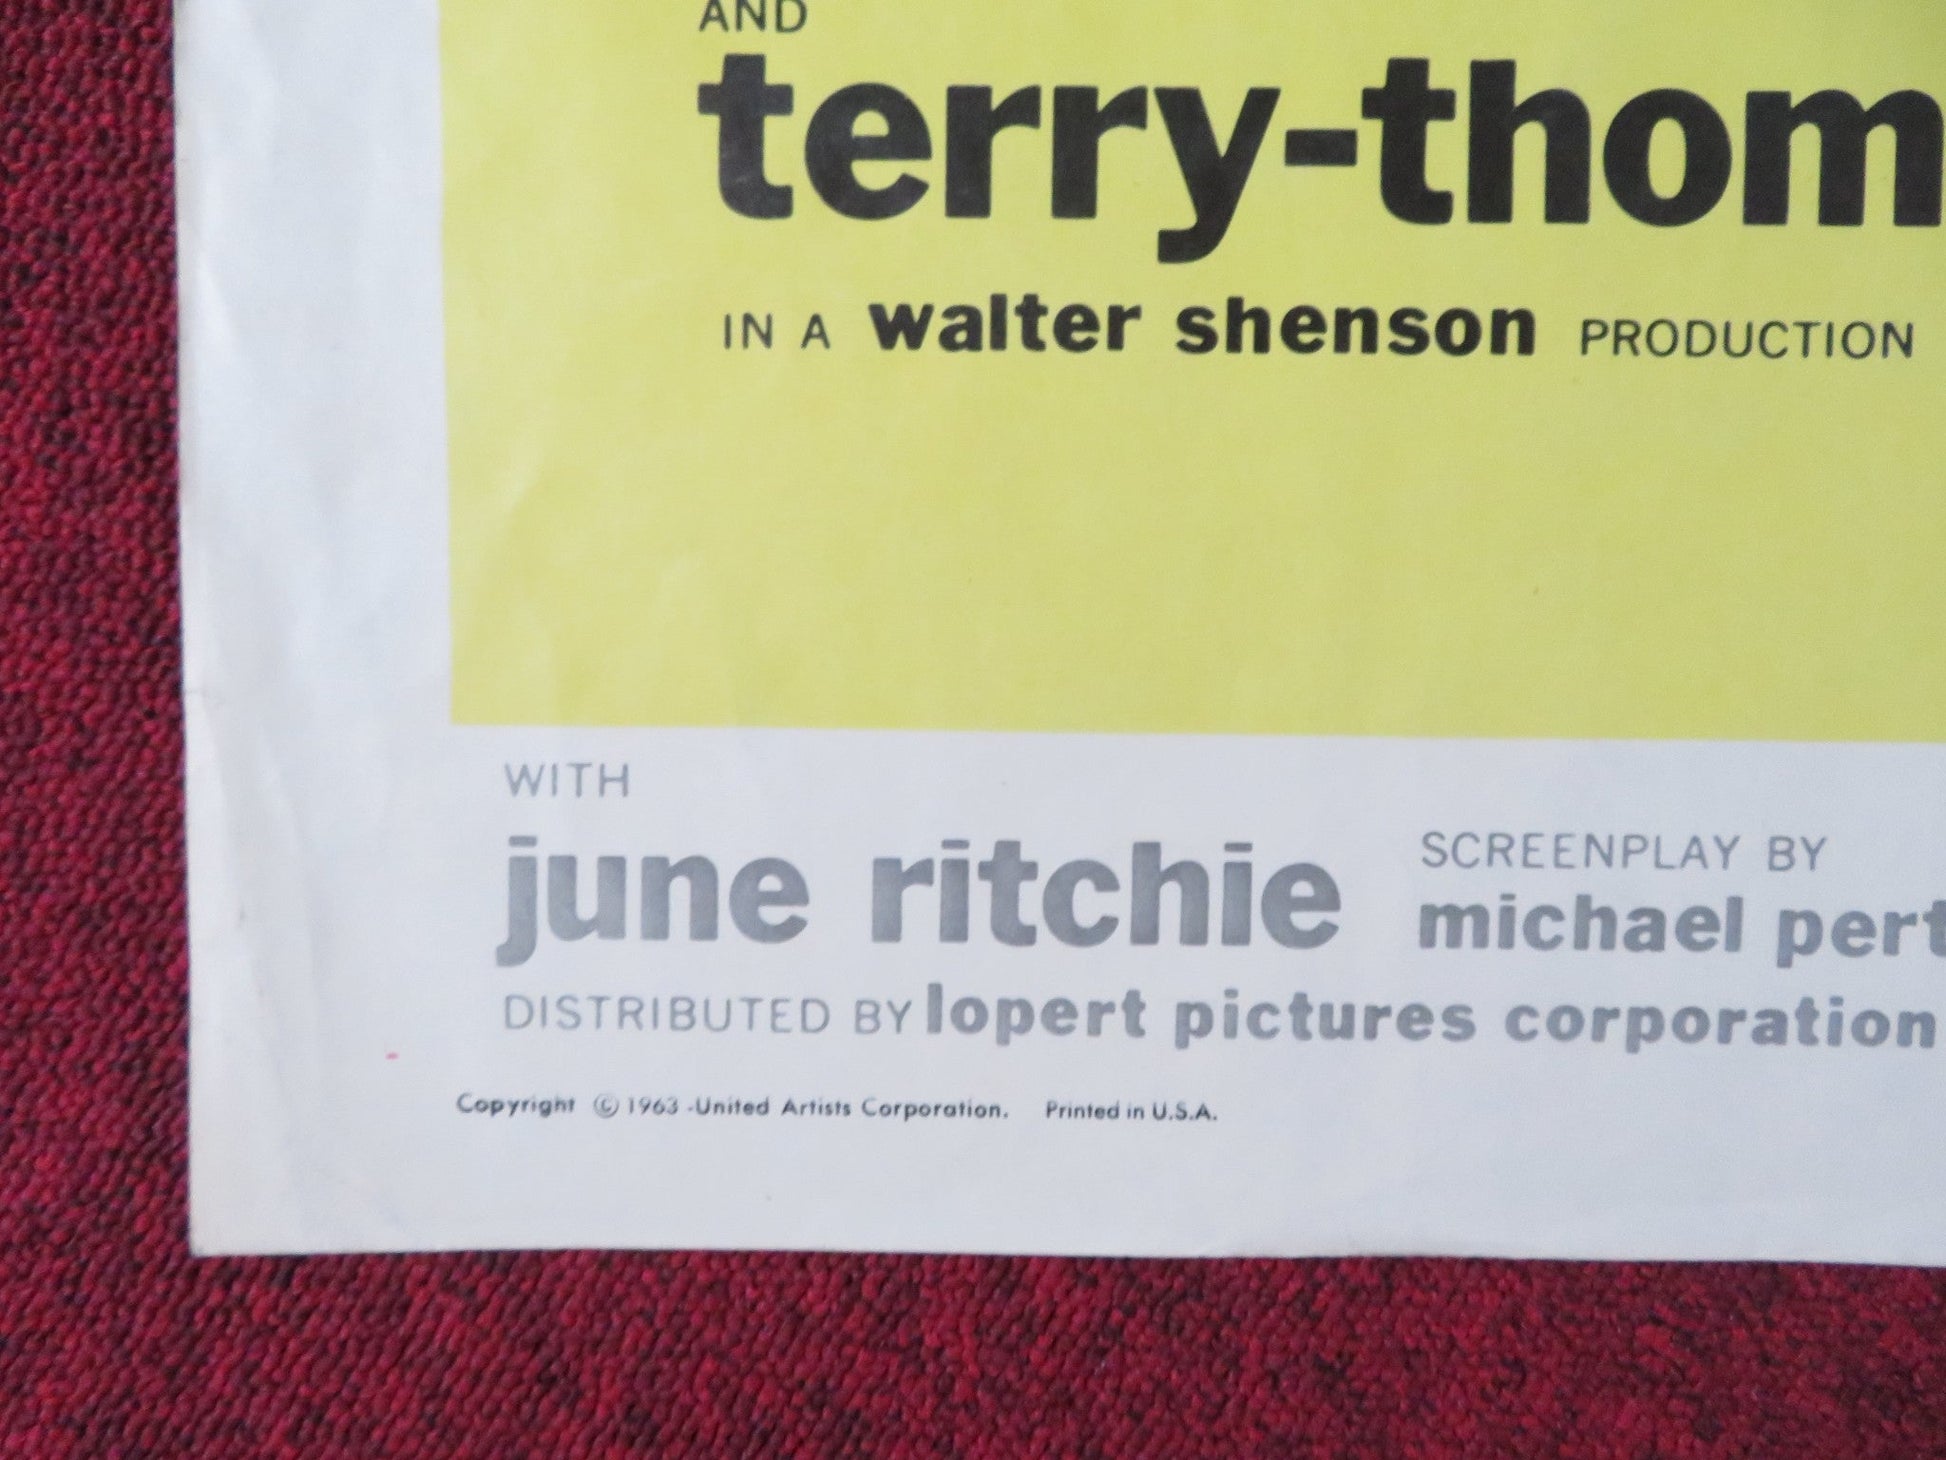 AND
terry-thom
IN A walter shenson PRODUCTION
WITH
june ritchie
SCREENPLAY BY
michael pert
DISTRIBUTED BY lopert pictures corporation
Copyright © 1963 - United Artists Corporation. Printed in U.S.A.